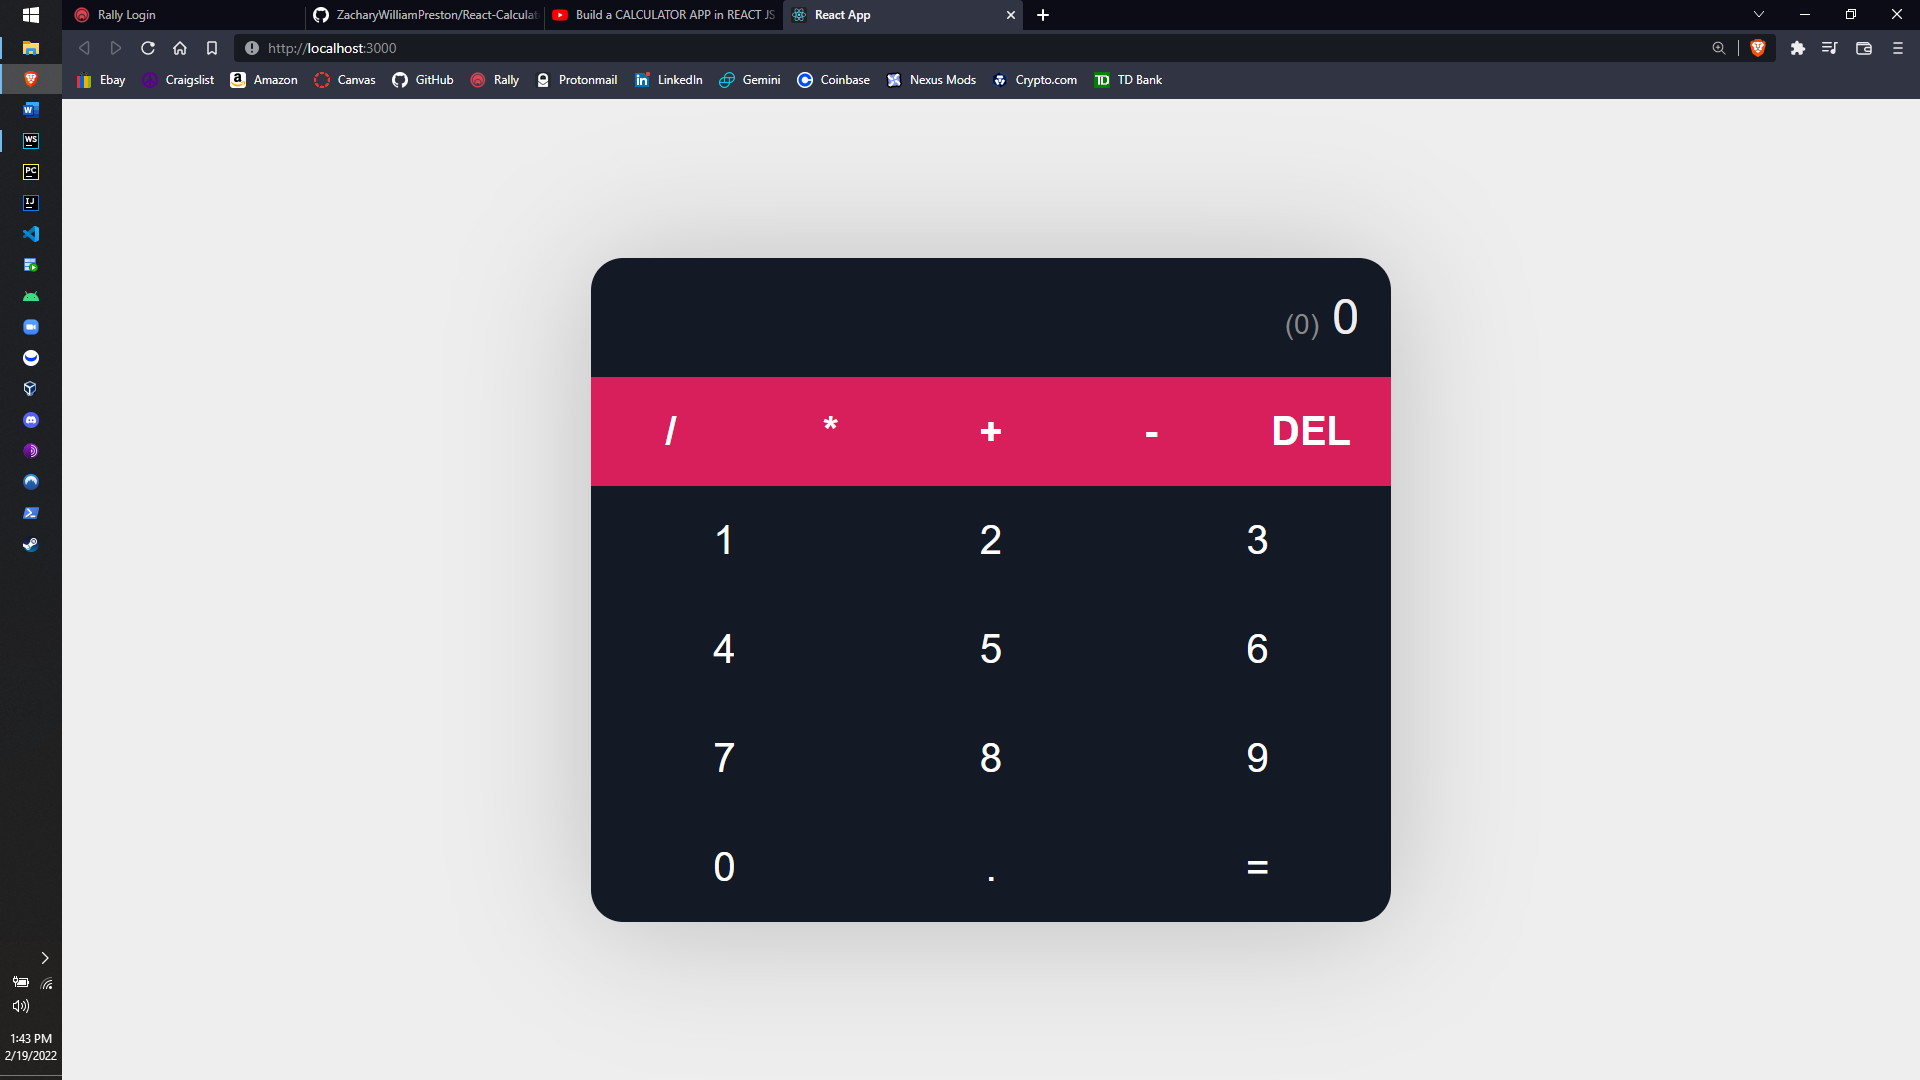 Rally Login
ZacharyWilliamPreston/React-Calculat
Build a CALCULATOR APP in REACT JS
React App
http://localhost:3000
Ebay
Craigslist
Amazon
Canvas
GitHub
Rally
Protonmail
LinkedIn
Gemini
Coinbase
Nexus Mods
Crypto.com
TD Bank
(0) 0
/ * + - DEL
1 2 3
4 5 6
7 8 9
0 . =
1:43 PM
2/19/2022